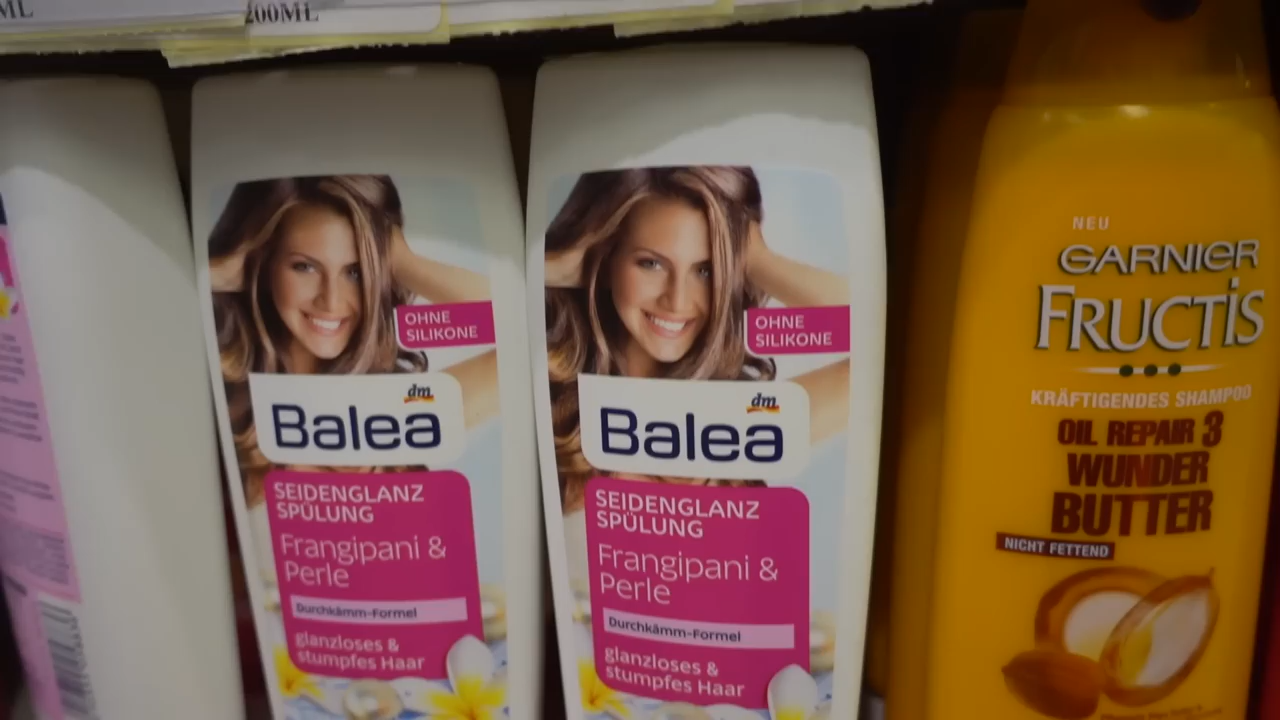 ML
200ML
OHNE
SILIKONE
dm
Balea
SEIDENGLANZ
SPÜLUNG
Frangipani &
Perle
Durchkämm-Formel
glanzloses &
stumpfes Haar
OHNE
SILIKONE
dm
Balea
SEIDENGLANZ
SPÜLUNG
Frangipani &
Perle
Durchkämm-Formel
glanzloses &
stumpfes Haar
NEU
GARNIER
FRUCTIS
KRÄFTIGENDES SHAMPOO
OIL REPAIR 3
WUNDER
BUTTER
NICHT FETTEND